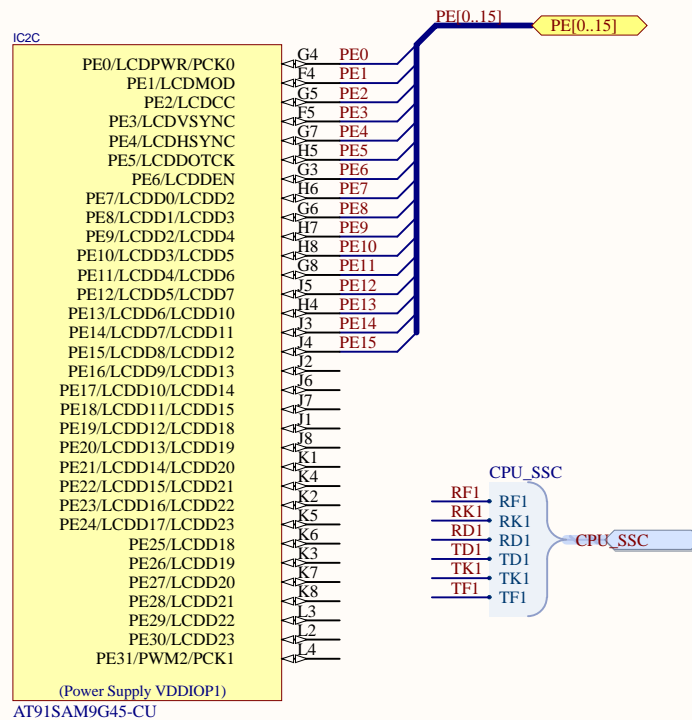 PE[0..15]
PE[0..15]
IC2C
PE0/LCDPWR/PCK0 G4 PE0
PE1/LCDMOD F4 PE1
PE2/LCDCC G5 PE2
PE3/LCDVSYNC F5 PE3
PE4/LCDHSYNC G7 PE4
PE5/LCDDOTCK H5 PE5
PE6/LCDDEN G3 PE6
PE7/LCDD0/LCDD2 H6 PE7
PE8/LCDD1/LCDD3 G6 PE8
PE9/LCDD2/LCDD4 H7 PE9
PE10/LCDD3/LCDD5 H8 PE10
PE11/LCDD4/LCDD6 G8 PE11
PE12/LCDD5/LCDD7 J5 PE12
PE13/LCDD6/LCDD10 H4 PE13
PE14/LCDD7/LCDD11 J3 PE14
PE15/LCDD8/LCDD12 J4 PE15
PE16/LCDD9/LCDD13 J2
PE17/LCDD10/LCDD14 J6
PE18/LCDD11/LCDD15 J7
PE19/LCDD12/LCDD18 J1
PE20/LCDD13/LCDD19 J8
PE21/LCDD14/LCDD20 K1
PE22/LCDD15/LCDD21 K4
PE23/LCDD16/LCDD22 K2
PE24/LCDD17/LCDD23 K5
PE25/LCDD18 K6
PE26/LCDD19 K3
PE27/LCDD20 K7
PE28/LCDD21 K8
PE29/LCDD22 L3
PE30/LCDD23 L2
PE31/PWM2/PCK1 L4
(Power Supply VDDIOP1)
AT91SAM9G45-CU
CPU_SSC
RF1 RF1
RK1 RK1
RD1 RD1
TD1 TD1
TK1 TK1
TF1 TF1
CPU_SSC